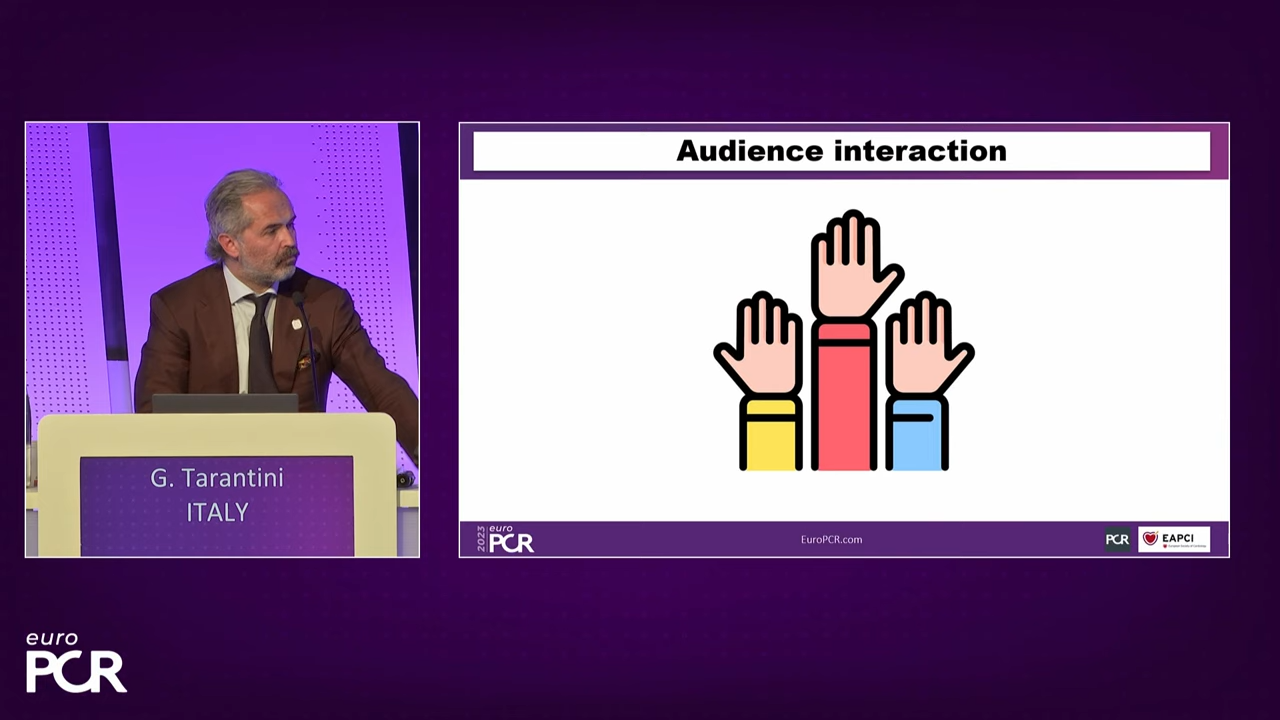 Audience interaction
G. Tarantini
ITALY
2023
euro
PCR
EuroPCR.com
PCR
EAPCI
euro
PCR